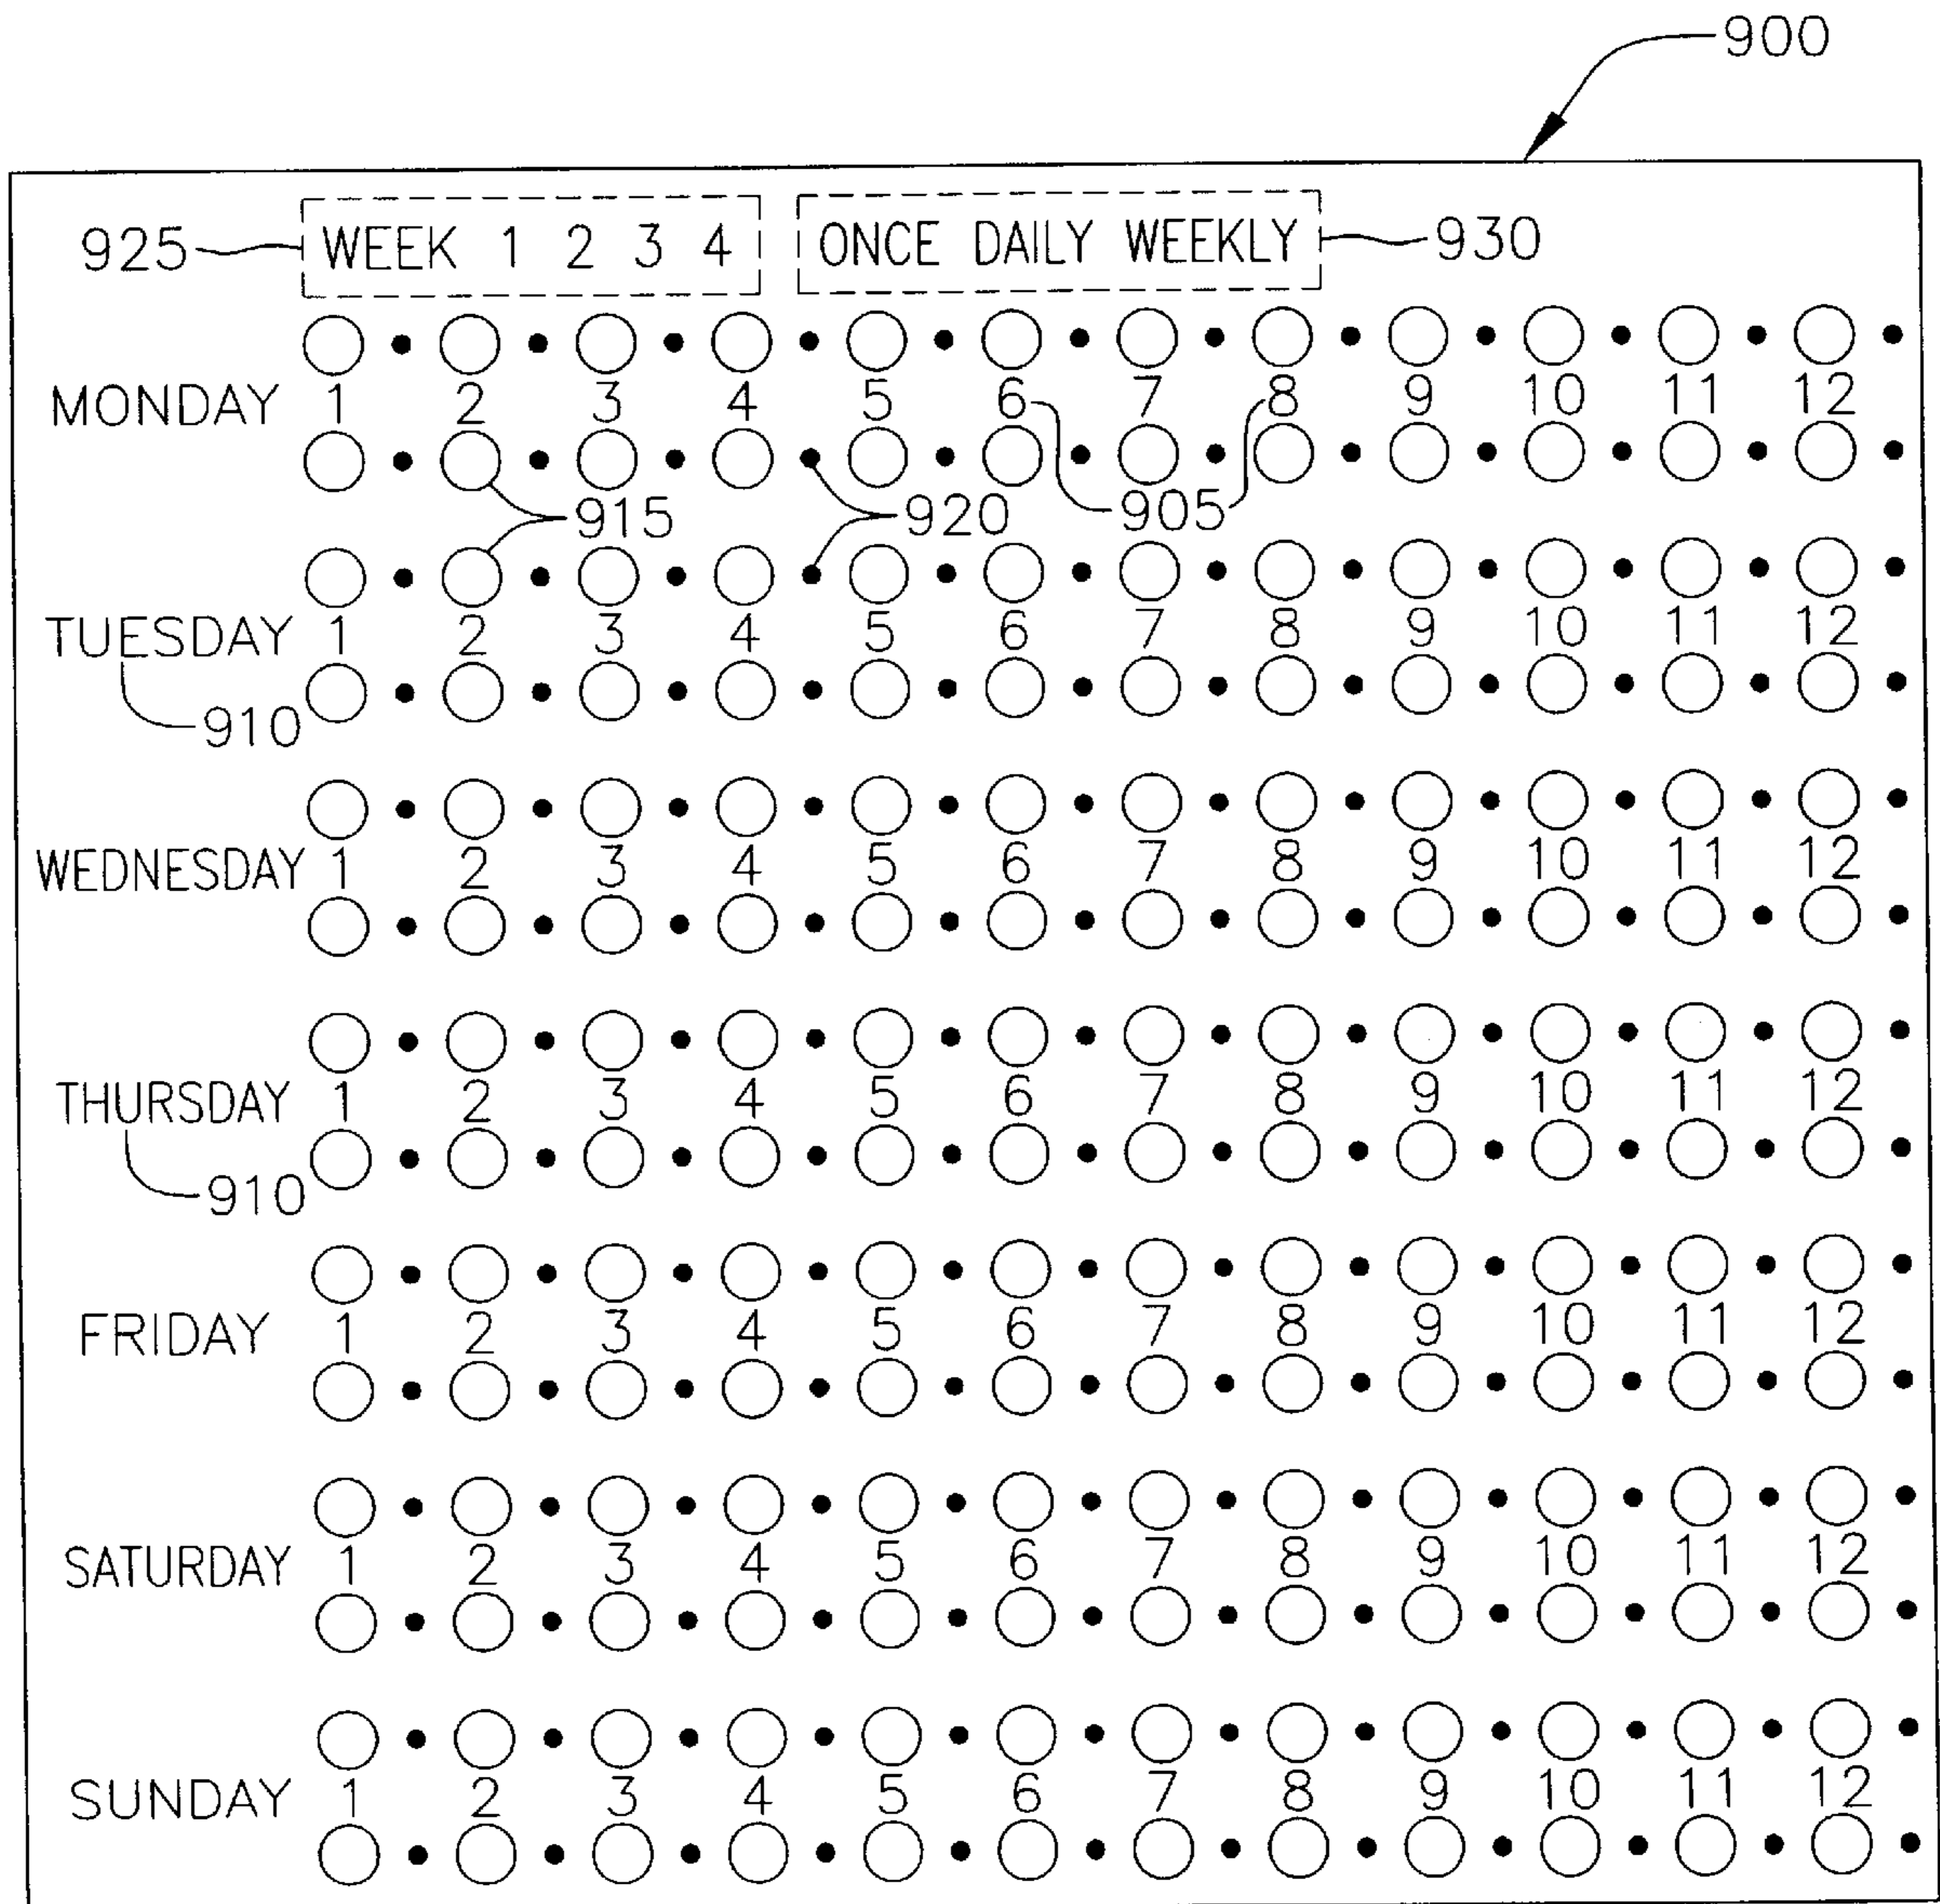 900
925 WEEK 1 2 3 4 ONCE DAILY WEEKLY 930
MONDAY 1 2 3 4 5 6 7 8 9 10 11 12
915 920 905
TUESDAY 1 2 3 4 5 6 7 8 9 10 11 12
910
WEDNESDAY 1 2 3 4 5 6 7 8 9 10 11 12
THURSDAY 1 2 3 4 5 6 7 8 9 10 11 12
910
FRIDAY 1 2 3 4 5 6 7 8 9 10 11 12
SATURDAY 1 2 3 4 5 6 7 8 9 10 11 12
SUNDAY 1 2 3 4 5 6 7 8 9 10 11 12